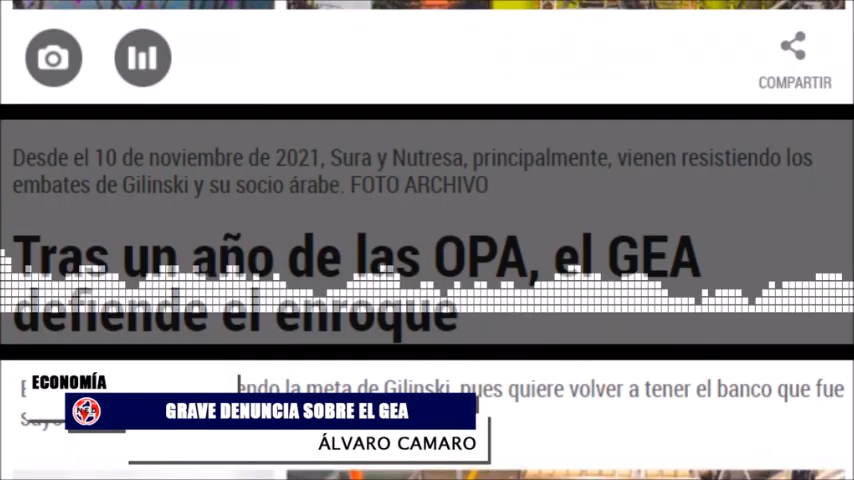 COMPARTIR
Desde el 10 de noviembre de 2021, Sura y Nutresa, principalmente, vienen resistiendo los
embates de Gilinski y su socio árabe. FOTO ARCHIVO
Tras un año de las OPA, el GEA
defiende el enroque
la meta de Gilinski, pues quiere volver a tener el banco que fue
ECONOMÍA
GRAVE DENUNCIA SOBRE EL GEA
ÁLVARO CAMARO